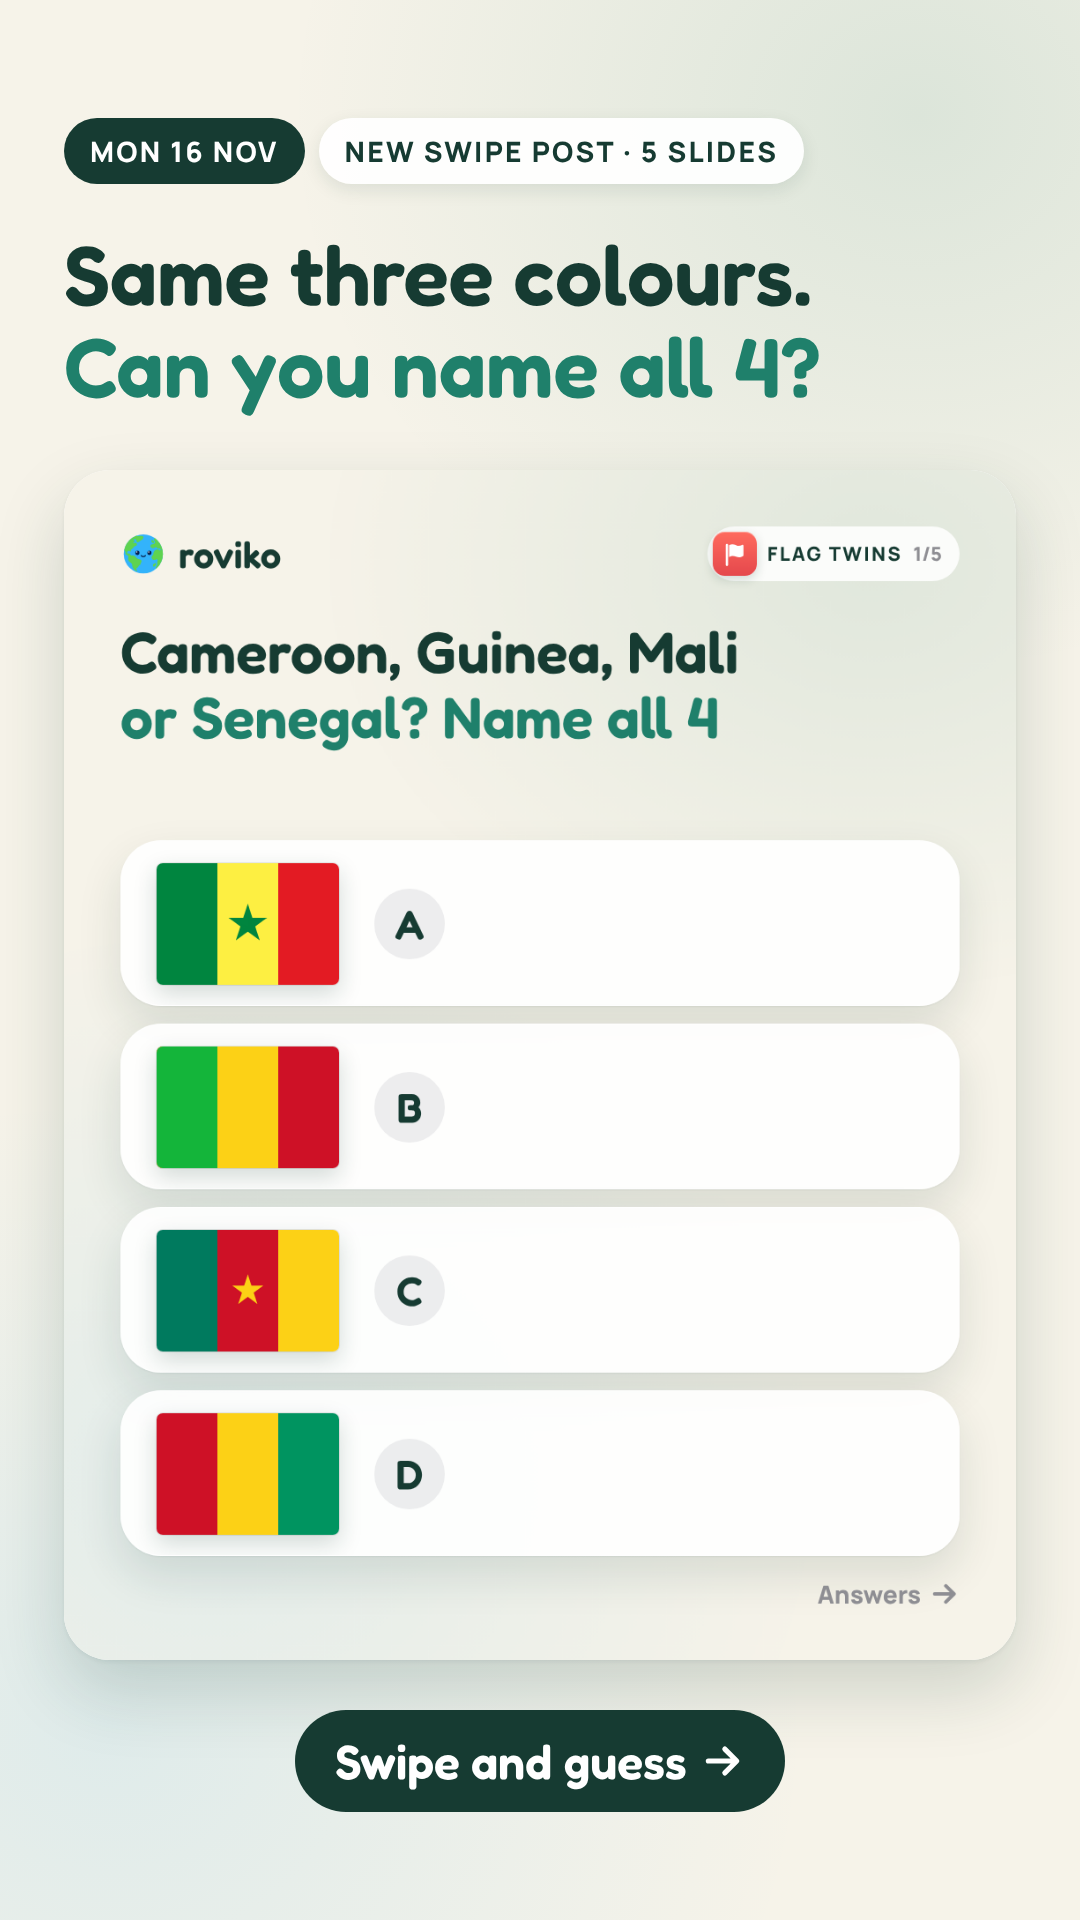 MON 16 NOV
NEW SWIPE POST · 5 SLIDES
Same three colours.
Can you name all 4?
roviko
FLAG TWINS 1/5
Cameroon, Guinea, Mali
or Senegal? Name all 4
A
B
C
D
Answers →
Swipe and guess →